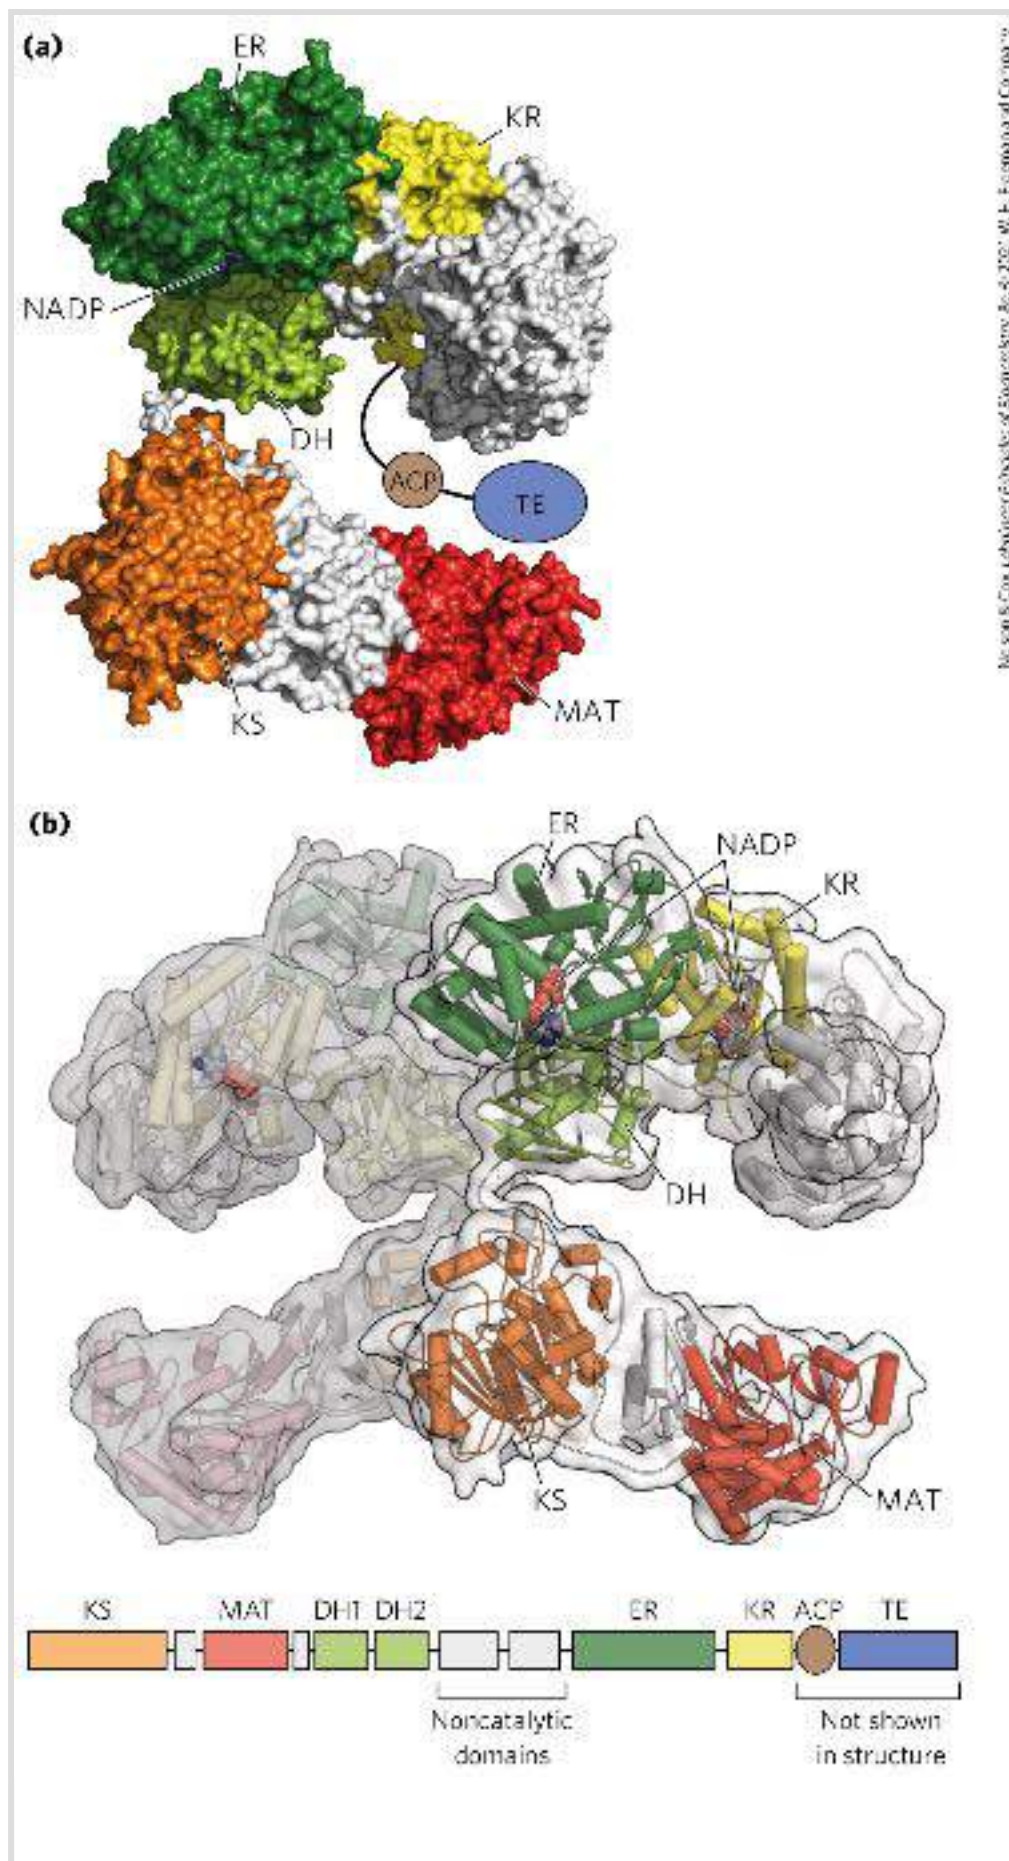 (a)
ER
KR
NADP
DH
ACP
TE
KS
MAT
(b)
ER
NADP
KR
DH
KS
MAT
KS MAT DH1 DH2 ER KR ACP TE
Noncatalytic
domains
Not shown
in structure